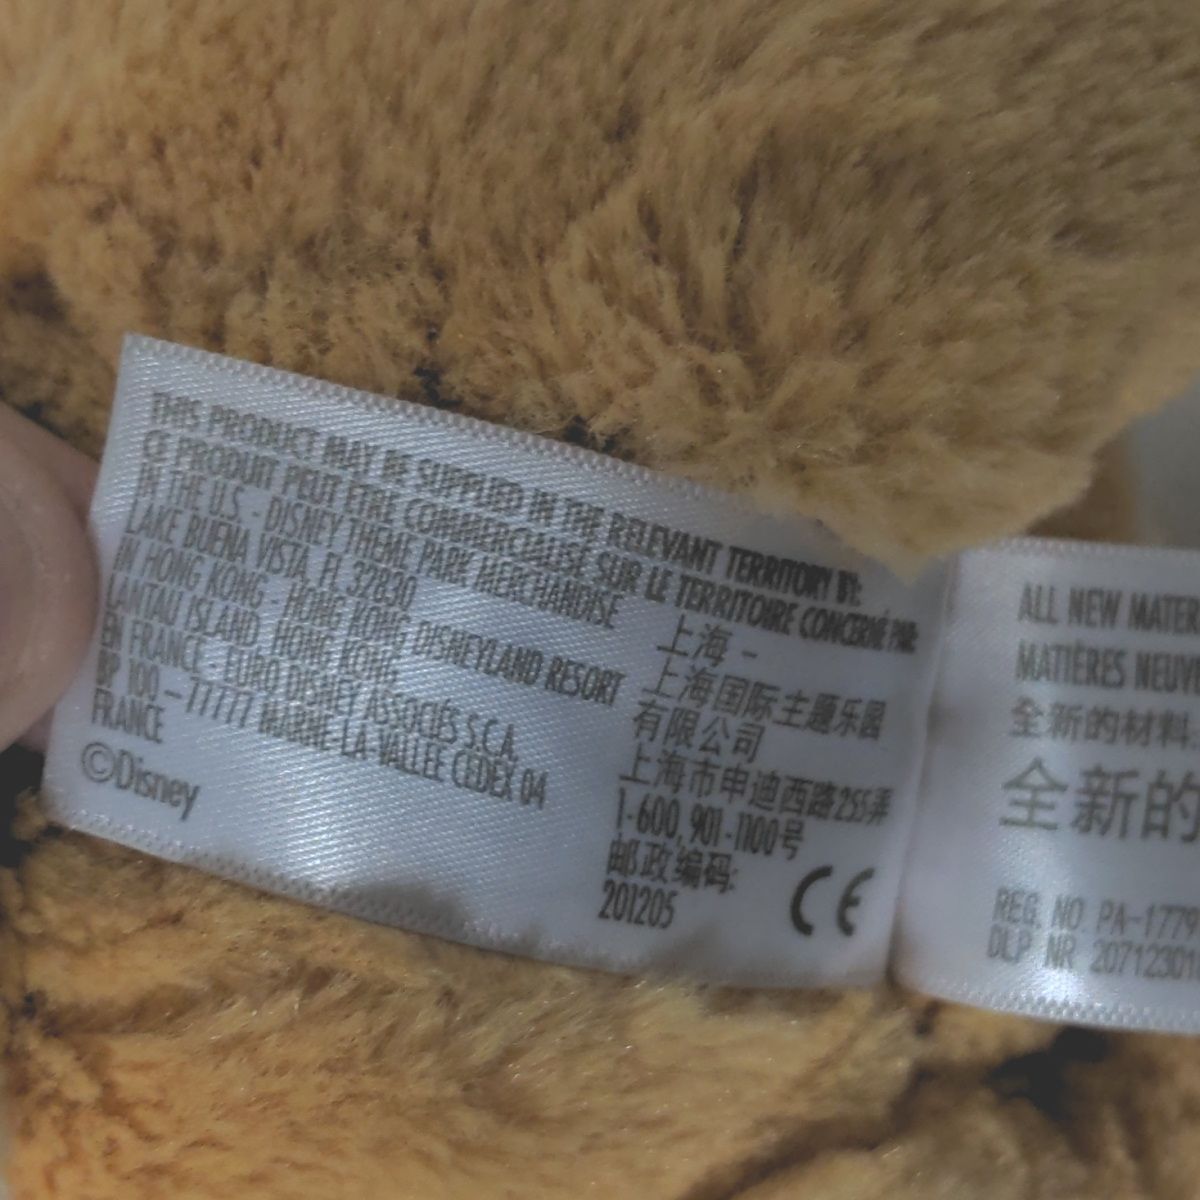 THIS PRODUCT MAY BE SUPPLIED IN THE RELEVANT TERRITORY BY:
CE PRODUIT PEUT ETRE COMMERCIALISÉ SUR LE TERRITOIRE CONCERNÉ PAR:
IN THE U.S. - DISNEY THEME PARK MERCHANDISE
LAKE BUENA VISTA, FL 32830
IN HONG KONG - HONG KONG DISNEYLAND RESORT
LANTAU ISLAND, HONG KONG
EN FRANCE - EURO DISNEY ASSOCIÉS S.C.A.
BP 100 – 77777 MARNE-LA-VALLEE CEDEX 04
FRANCE
©Disney
上海 -
上海国际主题乐园
有限公司
上海市申迪西路255弄
1-600,901-1100号
邮政编码:
201205
CE
ALL NEW MATER
MATIÈRES NEUV
全新的材料
全新的
REG. NO. PA-1779
DLP NR 20712301